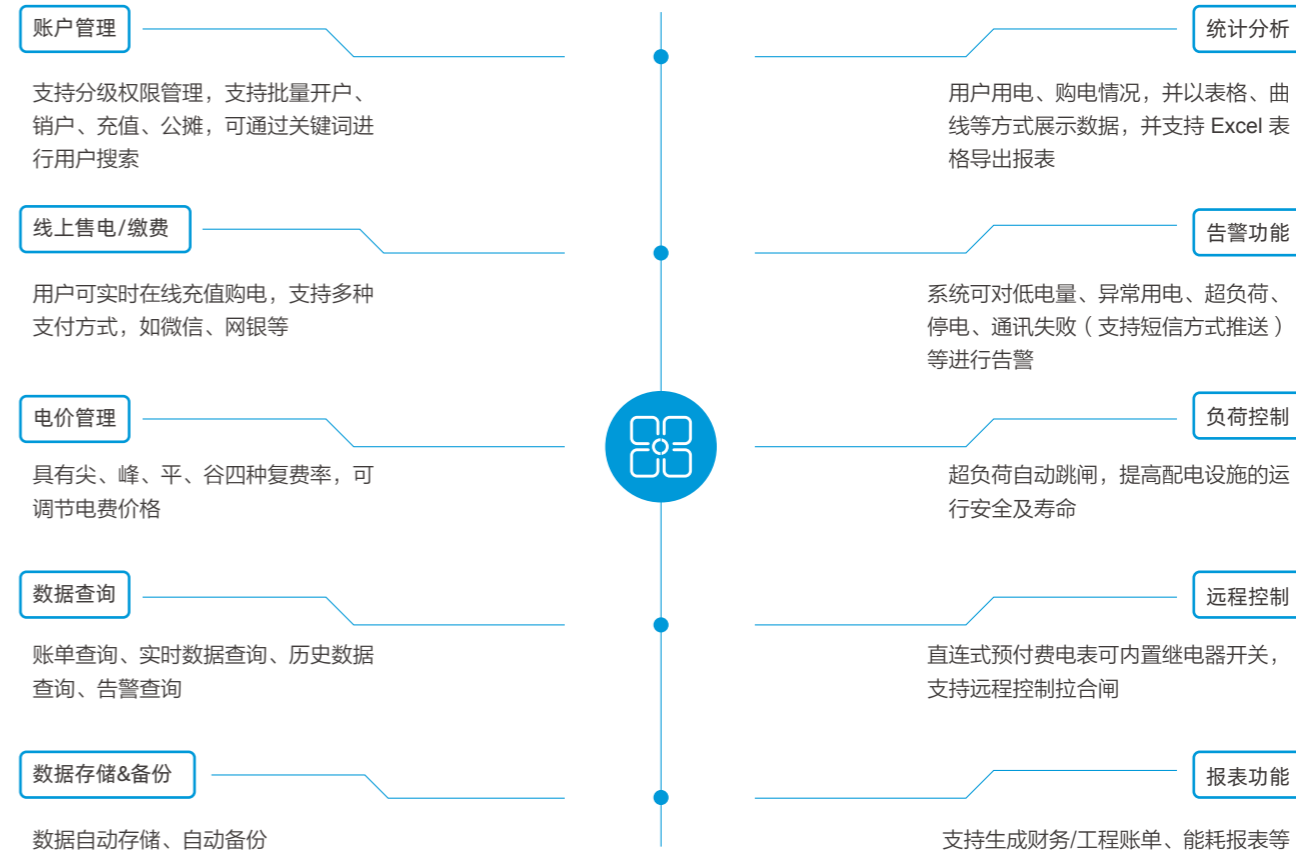 账户管理
支持分级权限管理，支持批量开户、
销户、充值、公摊，可通过关键词进
行用户搜索
线上售电/缴费
用户可实时在线充值购电，支持多种
支付方式，如微信、网银等
电价管理
具有尖、峰、平、谷四种复费率，可
调节电费价格
数据查询
账单查询、实时数据查询、历史数据
查询、告警查询
数据存储&备份
数据自动存储、自动备份
统计分析
用户用电、购电情况，并以表格、曲
线等方式展示数据，并支持 Excel 表
格导出报表
告警功能
系统可对低电量、异常用电、超负荷、
停电、通讯失败（支持短信方式推送）
等进行告警
负荷控制
超负荷自动跳闸，提高配电设施的运
行安全及寿命
远程控制
直连式预付费电表可内置继电器开关，
支持远程控制拉合闸
报表功能
支持生成财务/工程账单、能耗报表等